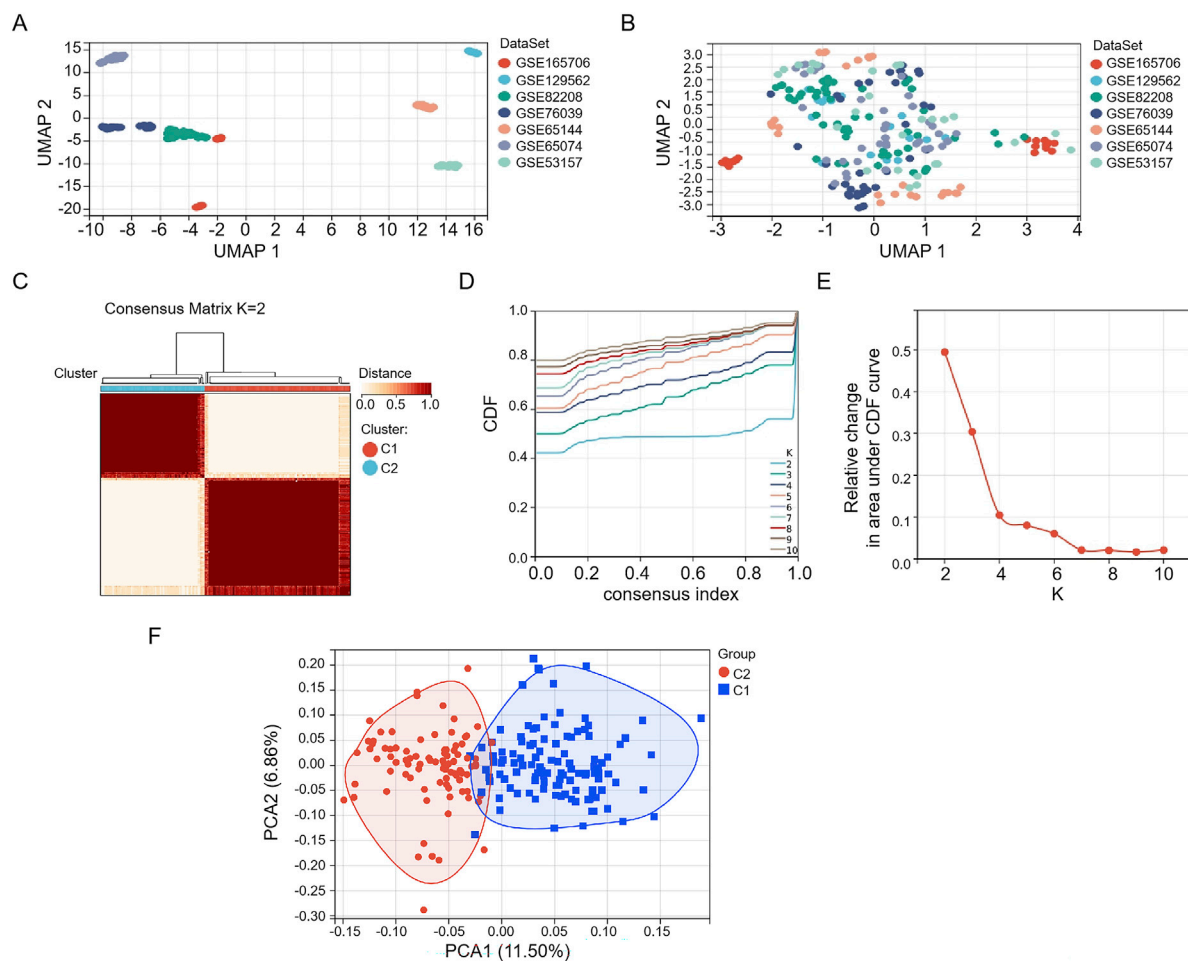 A
DataSet
GSE165706
GSE129562
GSE82208
GSE76039
GSE65144
GSE65074
GSE53157
UMAP 2
15
10
5
0
-5
-10
-15
-20
-10 -8 -6 -4 -2 0 2 4 6 8 10 12 14 16
UMAP 1
B
DataSet
GSE165706
GSE129562
GSE82208
GSE76039
GSE65144
GSE65074
GSE53157
UMAP 2
3.0
2.5
2.0
1.5
1.0
0.5
0.0
-0.5
-1.0
-1.5
-2.0
-2.5
-3.0
-3 -2 -1 0 1 2 3 4
UMAP 1
C
Consensus Matrix K=2
Cluster
Distance
0.0 0.5 1.0
Cluster:
C1
C2
D
CDF
1.0
0.8
0.6
0.4
0.2
0.0
K
2
3
4
5
6
7
8
9
10
0.0 0.2 0.4 0.6 0.8 1.0
consensus index
E
Relative change
in area under CDF curve
0.5
0.4
0.3
0.2
0.1
0.0
2 4 6 8 10
K
F
Group
C2
C1
PCA2 (6.86%)
0.20
0.15
0.10
0.05
0.00
-0.05
-0.10
-0.15
-0.20
-0.25
-0.30
-0.15 -0.10 -0.05 0.00 0.05 0.10 0.15
PCA1 (11.50%)